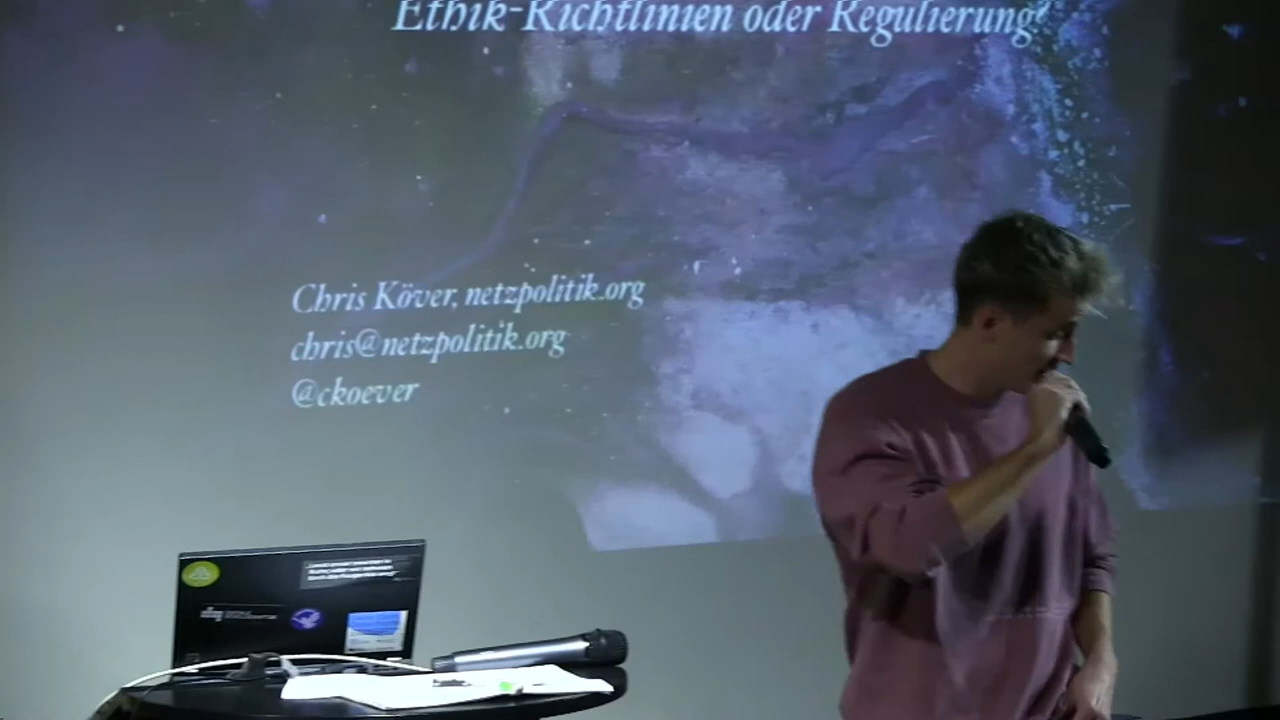 Ethik-Richtlinien oder Regulierung?
Chris Köver, netzpolitik.org
chris@netzpolitik.org
@ckoever